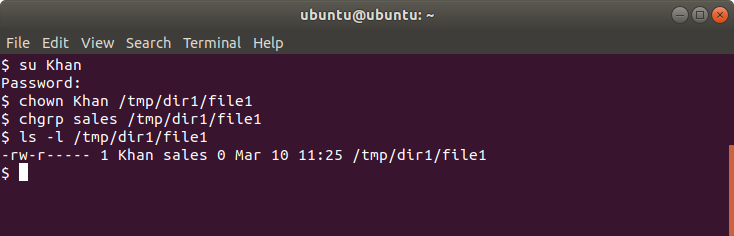 ubuntu@ubuntu: ~
File Edit View Search Terminal Help
$ su Khan
Password:
$ chown Khan /tmp/dir1/file1
$ chgrp sales /tmp/dir1/file1
$ ls -l /tmp/dir1/file1
-rw-r----- 1 Khan sales 0 Mar 10 11:25 /tmp/dir1/file1
$